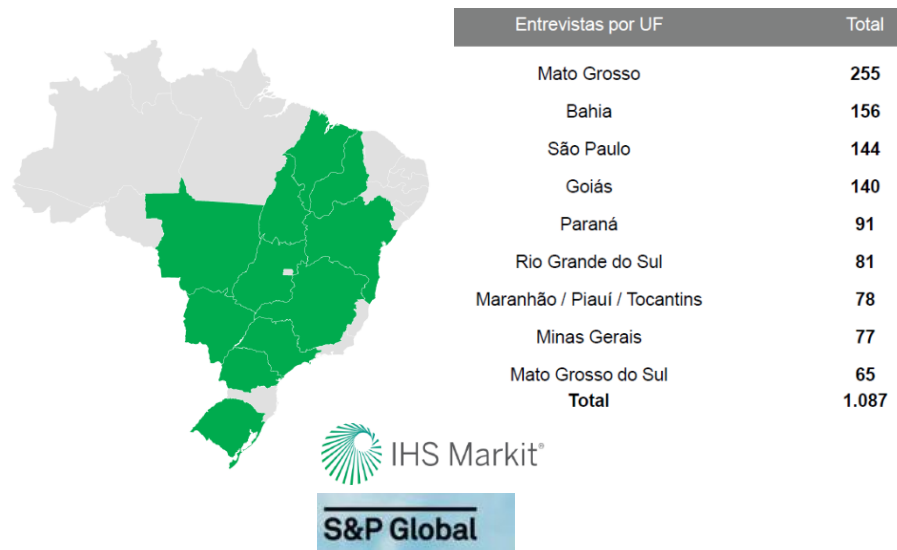 Entrevistas por UF Total
Mato Grosso 255
Bahia 156
São Paulo 144
Goiás 140
Paraná 91
Rio Grande do Sul 81
Maranhão / Piauí / Tocantins 78
Minas Gerais 77
Mato Grosso do Sul 65
Total 1.087
IHS Markit®
S&P Global